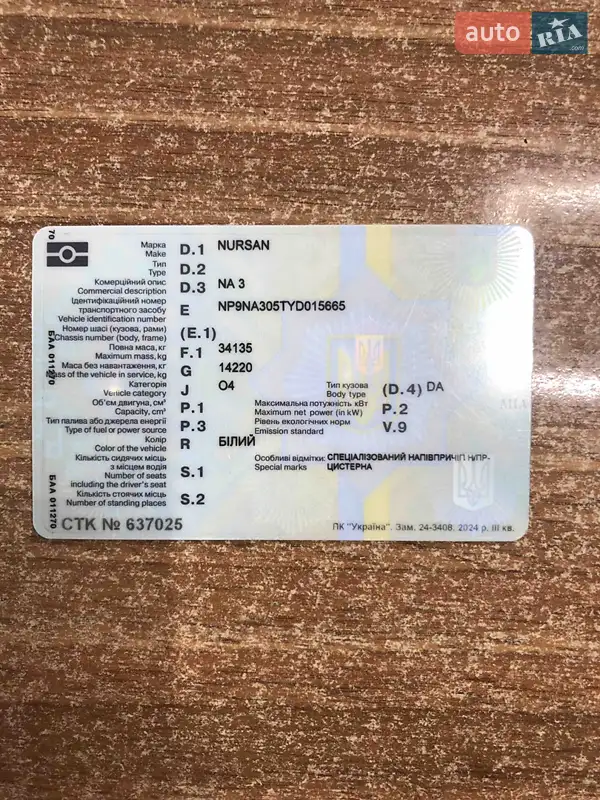 auto RIA .com
70
Марка
Make D.1 NURSAN
Тип
Type D.2
Комерційний опис
Commercial description D.3 NA 3
Ідентифікаційний номер
транспортного засобу
Vehicle identification number E NP9NA305TYD015665
Номер шасі (кузова, рами)
Chassis number (body, frame) (E.1)
Повна маса, кг
Maximum mass, kg F.1 34135
Маса без навантаження, кг
Mass of the vehicle in service, kg G 14220
Категорія
Vehicle category J O4
Тип кузова
Body type (D.4) DA
Об'єм двигуна, см³
Capacity, cm³ P.1
Максимальна потужність кВт
Maximum net power (in kW) P.2
Тип палива або джерела енергії
Type of fuel or power source P.3
Рівень екологічних норм
Emission standard V.9
Колір
Color of the vehicle R БІЛИЙ
Кількість сидячих місць
з місцем водія
Number of seats
including the driver's seat S.1
Особливі відмітки: СПЕЦІАЛІЗОВАНИЙ НАПІВПРИЧІП Н/ПР-
Special marks ЦИСТЕРНА
Кількість стоячих місць
Number of standing places S.2
БАА 011270
БАА 011270
СТК № 637025
ПК "Україна". Зам. 24-3408. 2024 р. III кв.